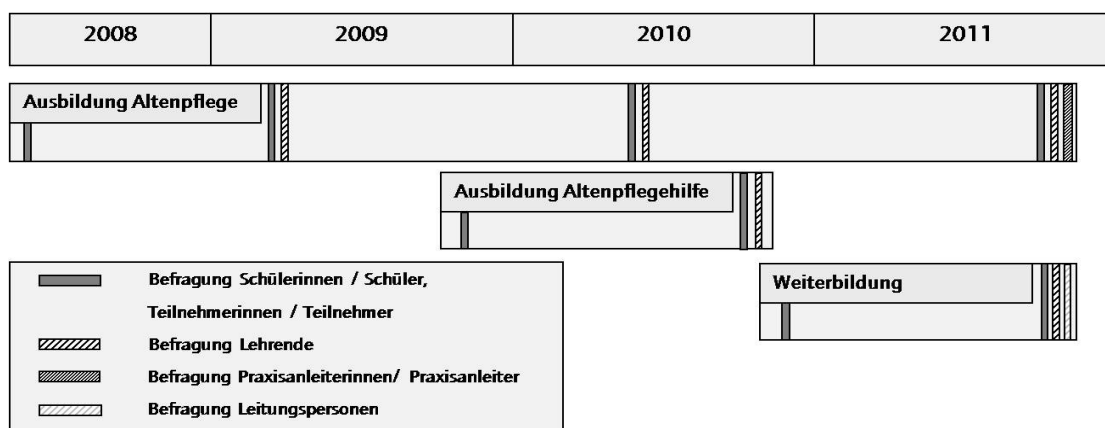 2008 2009 2010 2011
Ausbildung Altenpflege
Ausbildung Altenpflegehilfe
Weiterbildung
Befragung Schülerinnen / Schüler,
Teilnehmerinnen / Teilnehmer
Befragung Lehrende
Befragung Praxisanleiterinnen/ Praxisanleiter
Befragung Leitungspersonen